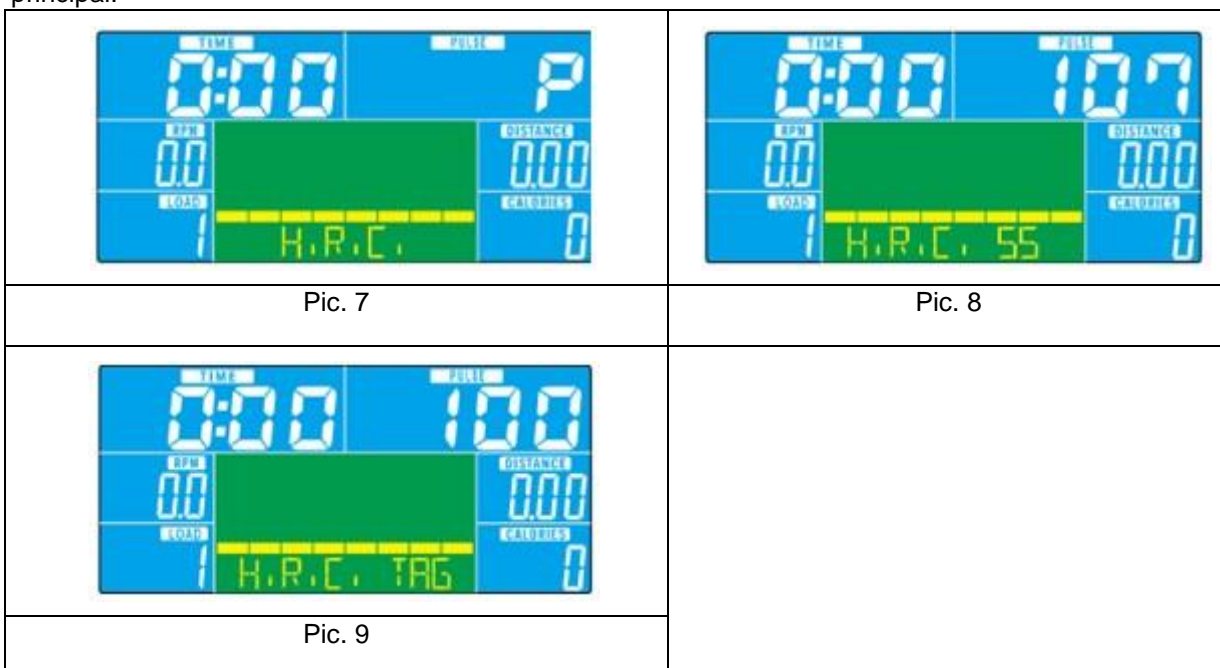 principal.
TIME PULSE
0:00 P
RPM DISTANCE
0.0 0.00
LOAD CALORIES
1 0
H.R.C.
Pic. 7
TIME PULSE
0:00 107
RPM DISTANCE
0.0 0.00
LOAD CALORIES
1 0
H.R.C. 55
Pic. 8
TIME PULSE
0:00 100
RPM DISTANCE
0.0 0.00
LOAD CALORIES
1 0
H.R.C. TAG
Pic. 9